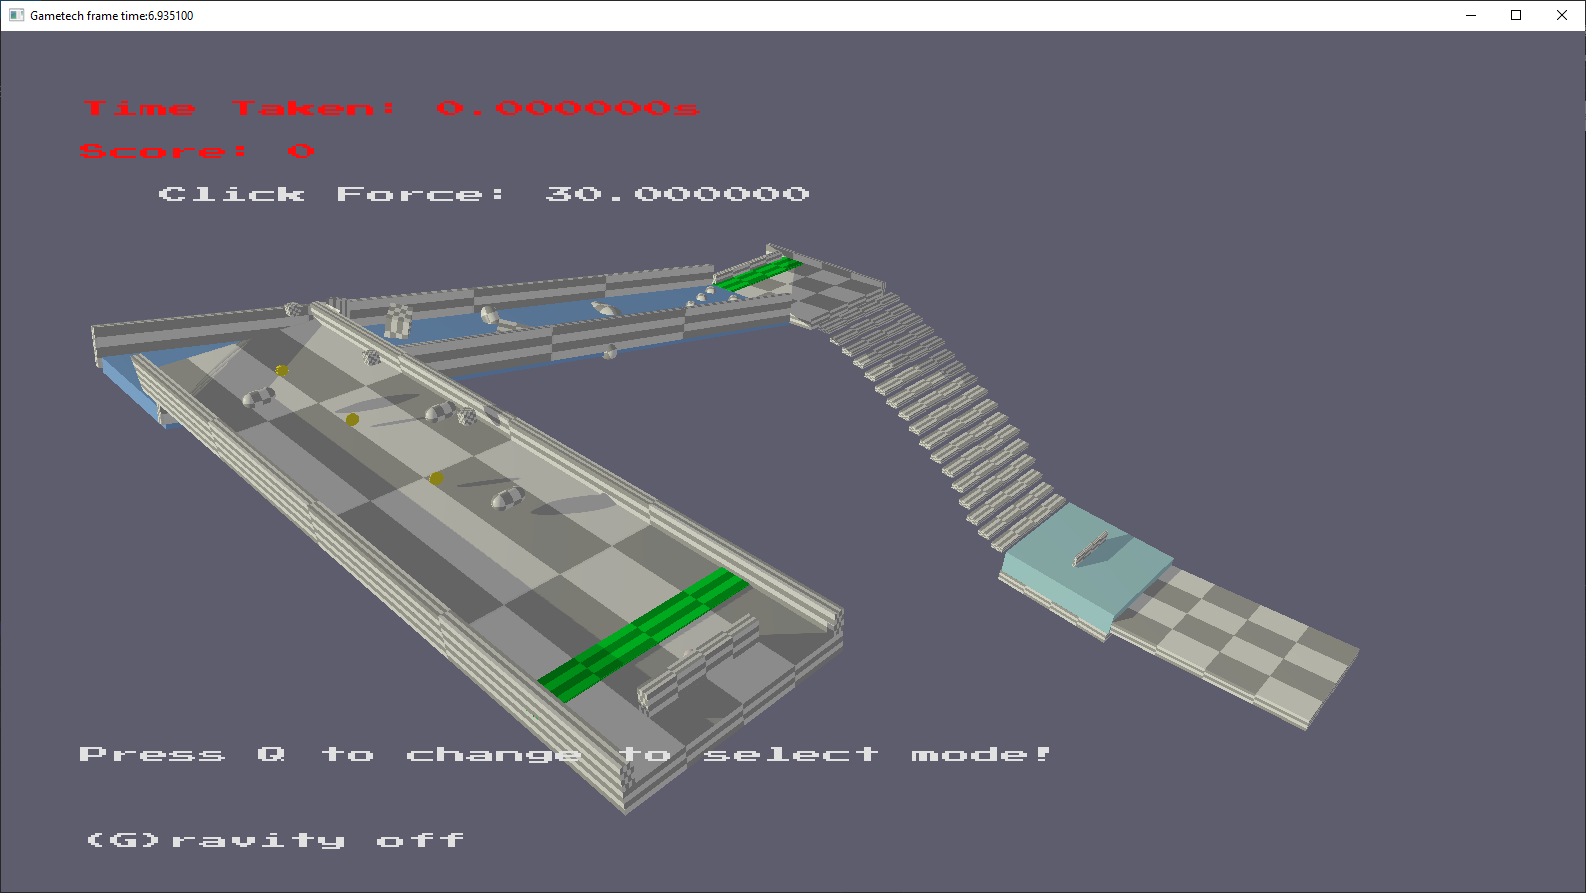 Gametech frame time:6.935100
Time Taken: 0.000000s
Score: 0
Click Force: 30.000000
Press Q to change to select mode!
(G)ravity off